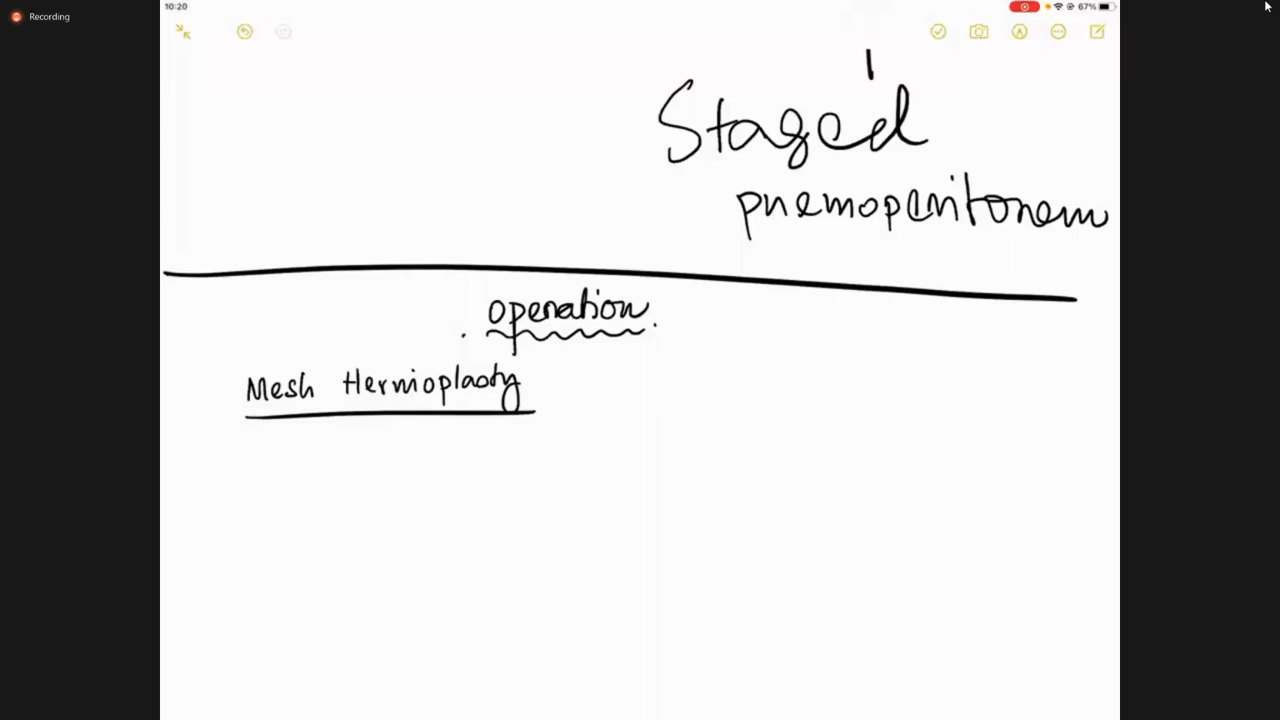 Recording
10:20
67%
Staged
pnemoperitonem
operation
Mesh Hernioplasty